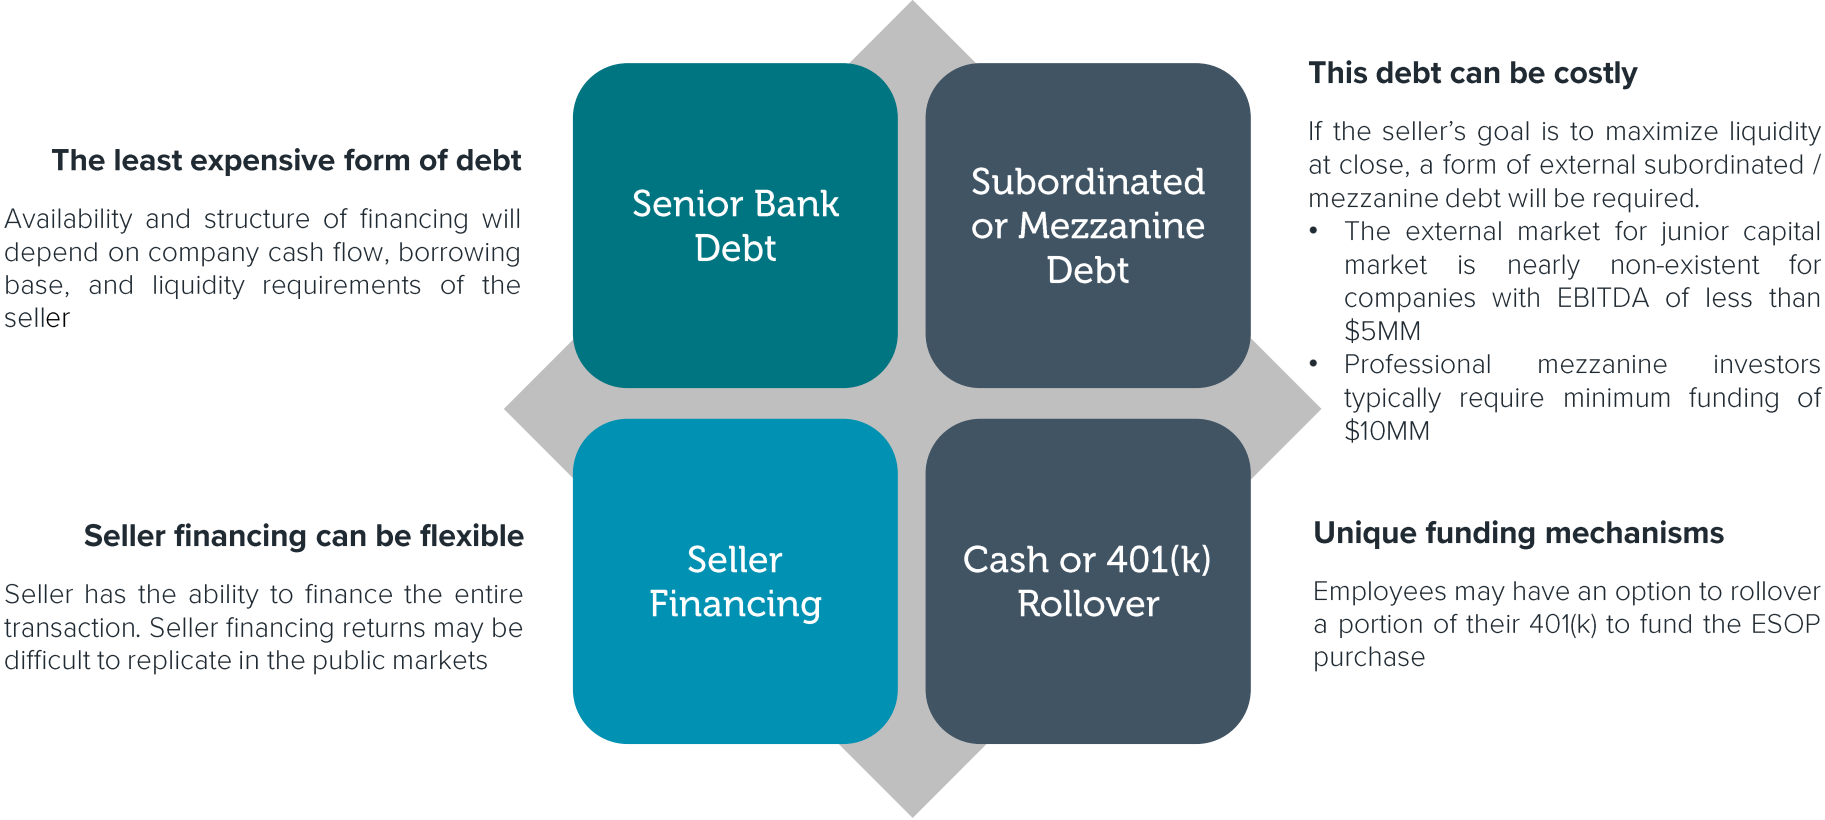 The least expensive form of debt
Availability and structure of financing will
depend on company cash flow, borrowing
base, and liquidity requirements of the
seller
Senior Bank
Debt
Subordinated
or Mezzanine
Debt
This debt can be costly
If the seller’s goal is to maximize liquidity
at close, a form of external subordinated /
mezzanine debt will be required.
• The external market for junior capital
market is nearly non-existent for
companies with EBITDA of less than
$5MM
• Professional mezzanine investors
typically require minimum funding of
$10MM
Seller financing can be flexible
Seller has the ability to finance the entire
transaction. Seller financing returns may be
difficult to replicate in the public markets
Seller
Financing
Cash or 401(k)
Rollover
Unique funding mechanisms
Employees may have an option to rollover
a portion of their 401(k) to fund the ESOP
purchase